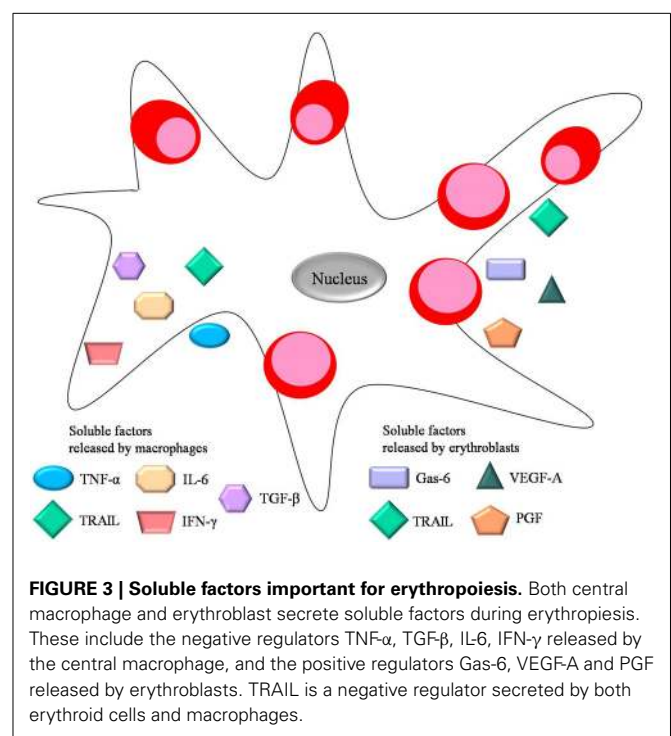 Nucleus
Soluble factors
released by macrophages
TNF-α
IL-6
TGF-β
TRAIL
IFN-γ
Soluble factors
released by erythroblasts
Gas-6
VEGF-A
TRAIL
PGF
FIGURE 3 | Soluble factors important for erythropoiesis. Both central
macrophage and erythroblast secrete soluble factors during erythropiesis.
These include the negative regulators TNF-α, TGF-β, IL-6, IFN-γ released by
the central macrophage, and the positive regulators Gas-6, VEGF-A and PGF
released by erythroblasts. TRAIL is a negative regulator secreted by both
erythroid cells and macrophages.